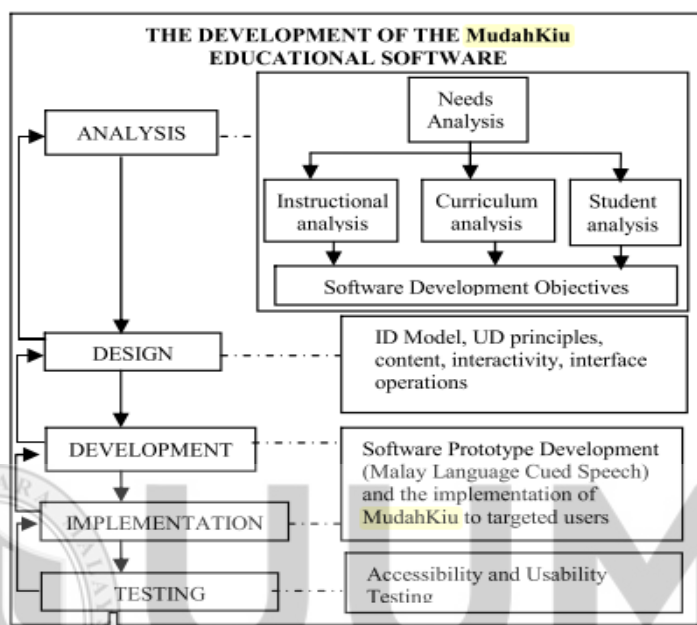 THE DEVELOPMENT OF THE MudahKiu
EDUCATIONAL SOFTWARE
ANALYSIS
Needs
Analysis
Instructional
analysis
Curriculum
analysis
Student
analysis
Software Development Objectives
DESIGN
ID Model, UD principles,
content, interactivity, interface
operations
DEVELOPMENT
Software Prototype Development
(Malay Language Cued Speech)
and the implementation of
MudahKiu to targeted users
IMPLEMENTATION
TESTING
Accessibility and Usability
Testing
UUM